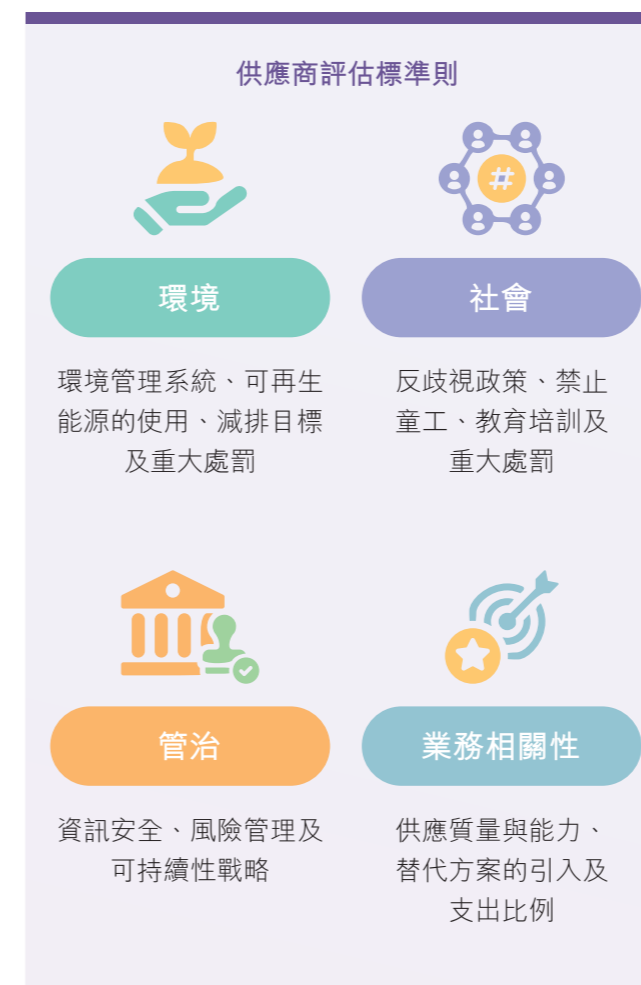 供應商評估標準則
環境
環境管理系統、可再生
能源的使用、減排目標
及重大處罰
社會
#
反歧視政策、禁止
童工、教育培訓及
重大處罰
管治
資訊安全、風險管理及
可持續性戰略
業務相關性
供應質量與能力、
替代方案的引入及
支出比例